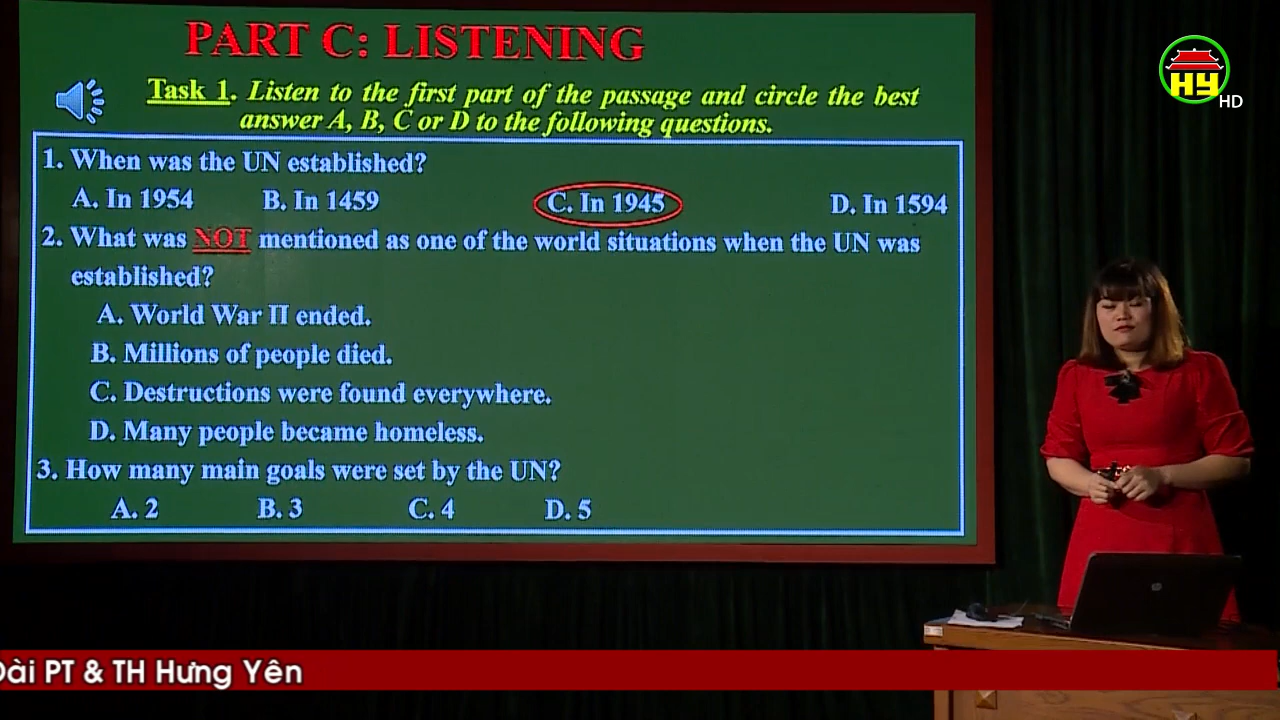 PART C: LISTENING
Task 1. Listen to the first part of the passage and circle the best
answer A, B, C or D to the following questions.
1. When was the UN established?
A. In 1954 B. In 1459 C. In 1945 D. In 1594
2. What was NOT mentioned as one of the world situations when the UN was
established?
A. World War II ended.
B. Millions of people died.
C. Destructions were found everywhere.
D. Many people became homeless.
3. How many main goals were set by the UN?
A. 2 B. 3 C. 4 D. 5
HY
HD
Đài PT & TH Hưng Yên